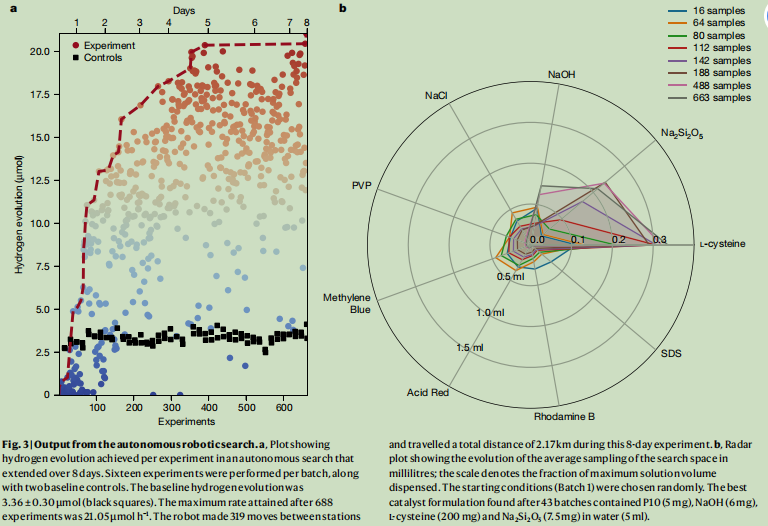 a
Days
1 2 3 4 5 6 7 8
20.0
17.5
15.0
12.5
10.0
7.5
5.0
2.5
0
Hydrogen evolution (μmol)
Experiment
Controls
100 200 300 400 500 600
Experiments
b
16 samples
64 samples
80 samples
112 samples
142 samples
188 samples
488 samples
663 samples
NaOH
NaCl
Na2Si2O5
PVP
L-cysteine
0.0 0.1 0.2 0.3
0.5 ml
1.0 ml
1.5 ml
Methylene
Blue
SDS
Acid Red
Rhodamine B
Fig. 3 | Output from the autonomous robotic search. a, Plot showing
hydrogen evolution achieved per experiment in an autonomous search that
extended over 8 days. Sixteen experiments were performed per batch, along
with two baseline controls. The baseline hydrogen evolution was
3.36 ± 0.30 μmol (black squares). The maximum rate attained after 688
experiments was 21.05 μmol h⁻¹. The robot made 319 moves between stations
and travelled a total distance of 2.17 km during this 8-day experiment. b, Radar
plot showing the evolution of the average sampling of the search space in
millilitres; the scale denotes the fraction of maximum solution volume
dispensed. The starting conditions (Batch 1) were chosen randomly. The best
catalyst formulation found after 43 batches contained P10 (5 mg), NaOH (6 mg),
L-cysteine (200 mg) and Na2Si2O5 (7.5 mg) in water (5 ml).